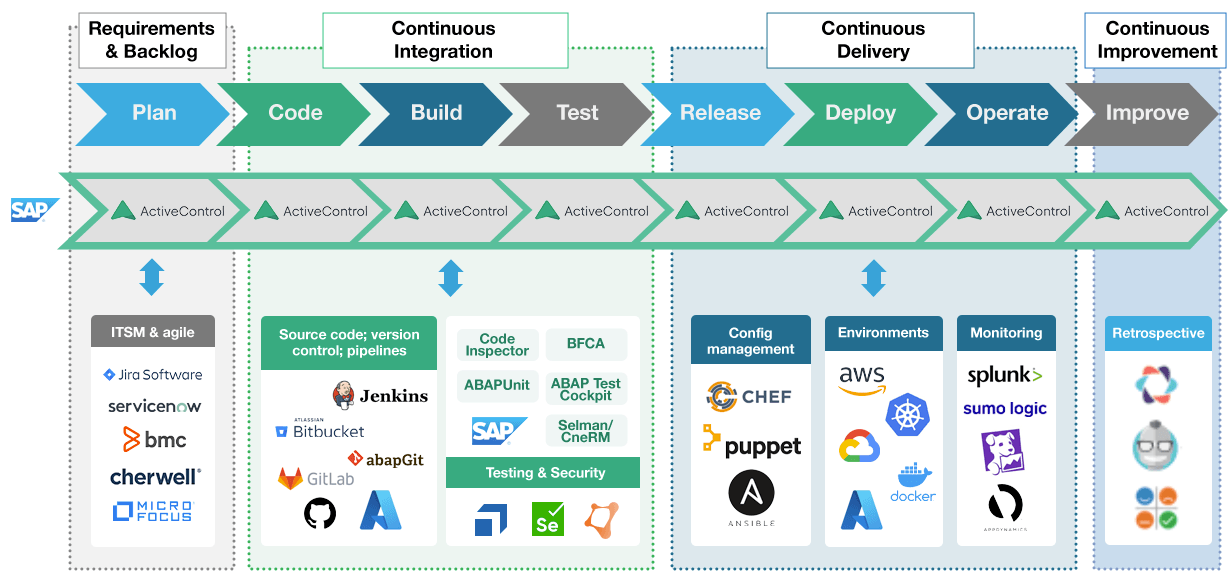 Requirements
& Backlog
Continuous
Integration
Continuous
Delivery
Continuous
Improvement
Plan
Code
Build
Test
Release
Deploy
Operate
Improve
SAP
ActiveControl
ActiveControl
ActiveControl
ActiveControl
ActiveControl
ActiveControl
ActiveControl
ActiveControl
ITSM & agile
Jira Software
servicenow
bmc
cherwell
MICRO
FOCUS
Source code; version
control; pipelines
Jenkins
ATLASSIAN
Bitbucket
abapGit
GitLab
Code
Inspector
BFCA
ABAPUnit
ABAP Test
Cockpit
SAP
Selman/
CneRM
Testing & Security
Se
Config
management
CHEF
puppet
A
ANSIBLE
Environments
aws
docker
Monitoring
splunk>
sumo logic
APPDYNAMICS
Retrospective